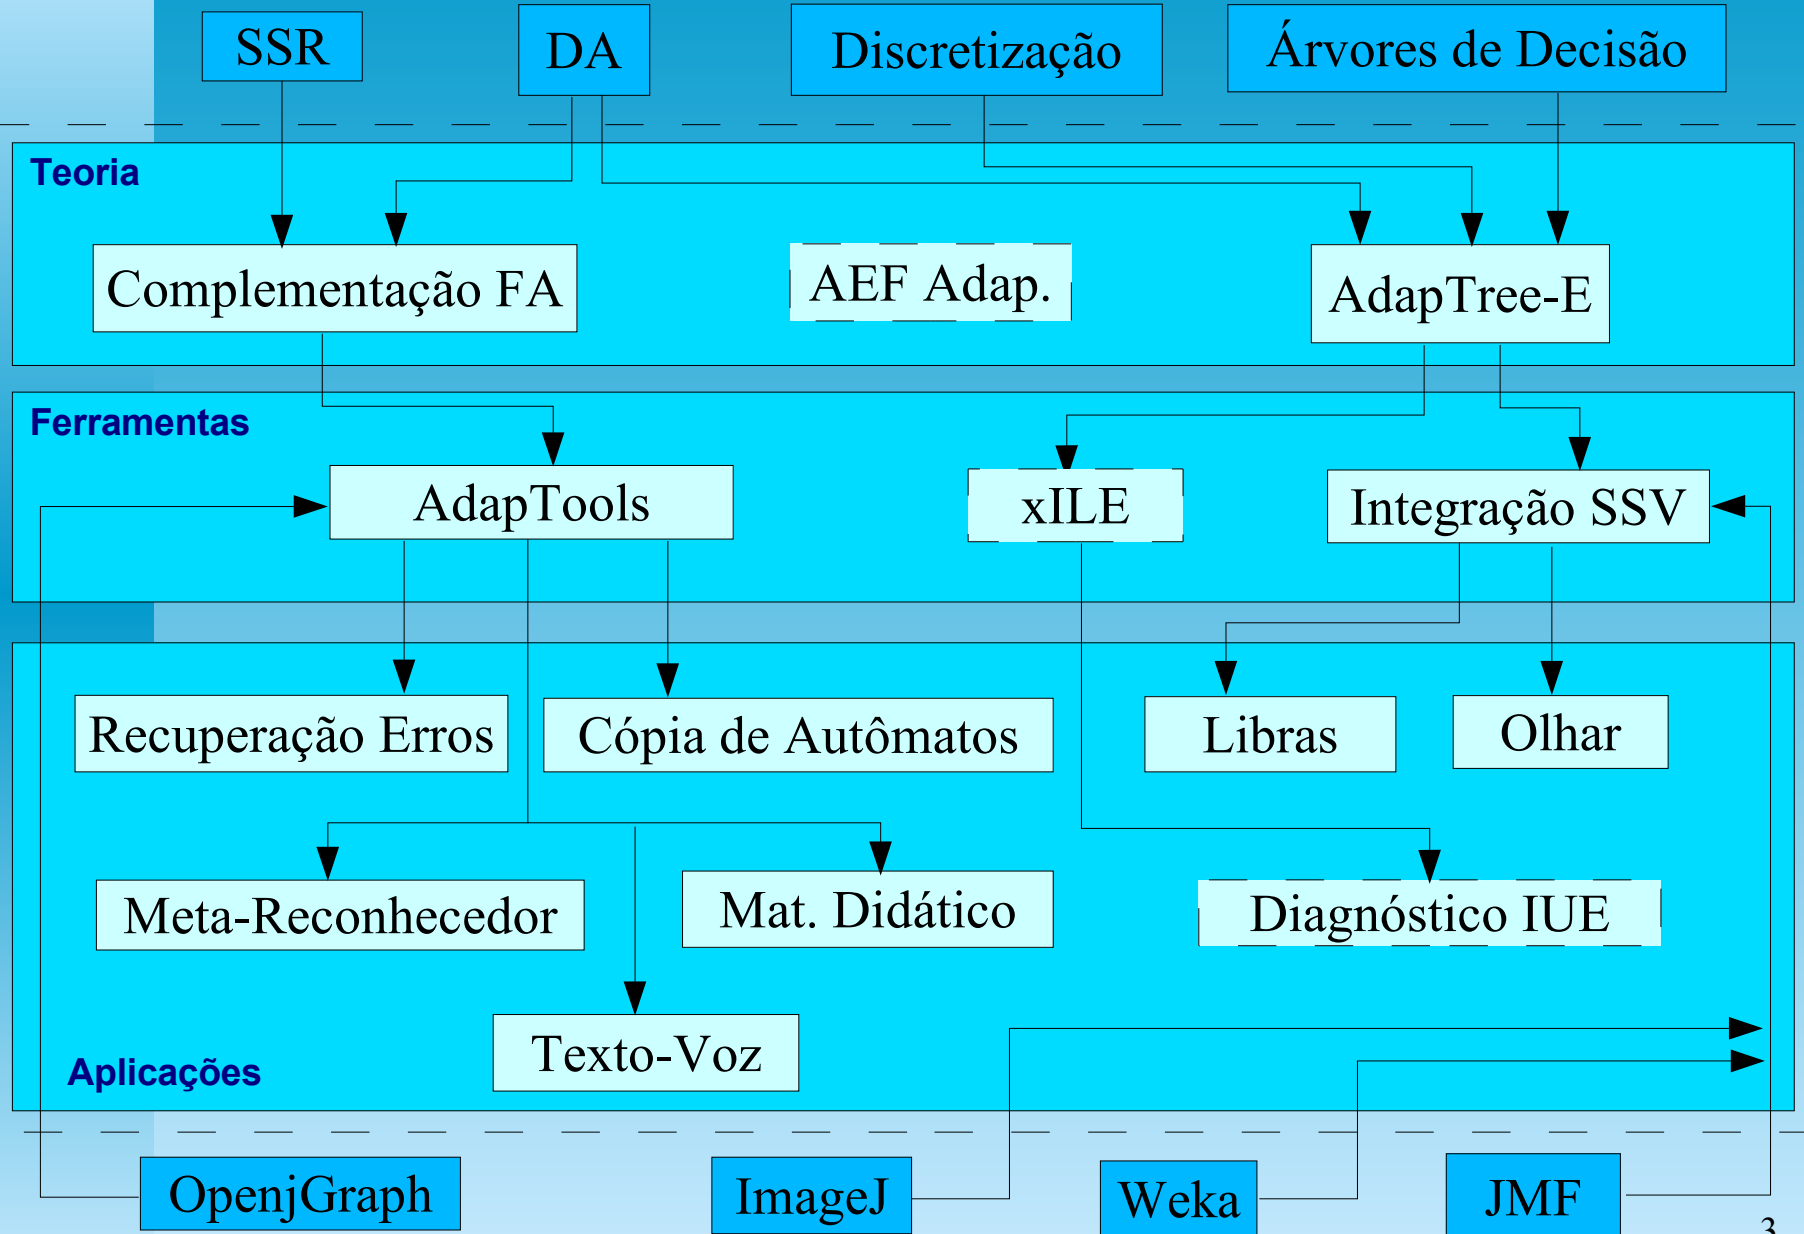 SSR
DA
Discretização
Árvores de Decisão
Teoria
Complementação FA
AEF Adap.
AdapTree-E
Ferramentas
AdapTools
xILE
Integração SSV
Recuperação Erros
Cópia de Autômatos
Libras
Olhar
Meta-Reconhecedor
Mat. Didático
Diagnóstico IUE
Texto-Voz
Aplicações
OpenjGraph
ImageJ
Weka
JMF
3